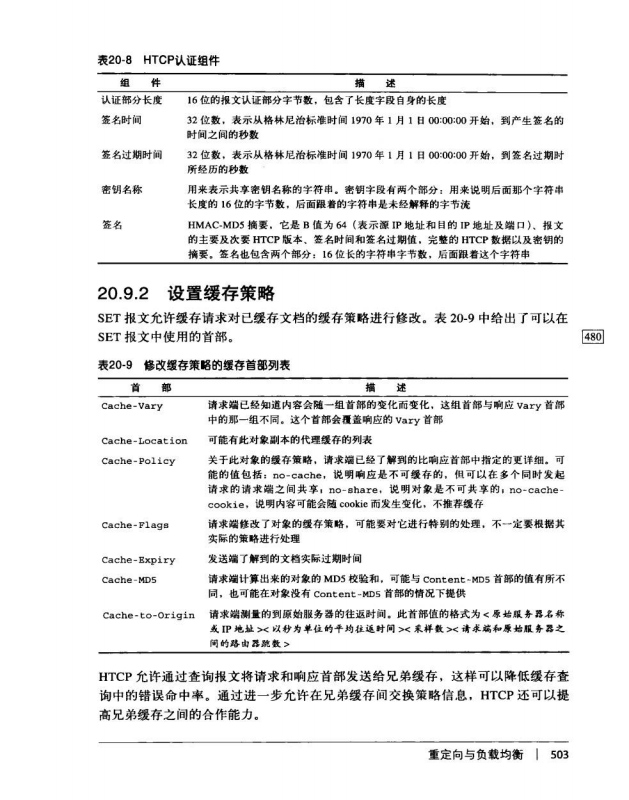 表20-8 HTCP认证组件
组 件 描 述
认证部分长度 16 位的报文认证部分字节数，包含了长度字段自身的长度
签名时间 32 位数，表示从格林尼治标准时间 1970 年 1 月 1 日 00:00:00 开始，到产生签名的
时间之间的秒数
签名过期时间 32 位数，表示从格林尼治标准时间 1970 年 1 月 1 日 00:00:00 开始，到签名过期时
所经历的秒数
密钥名称 用来表示共享密钥名称的字符串。密钥字段有两个部分：用来说明后面那个字符串
长度的 16 位的字节数，后面跟着的字符串是未经解释的字节流
签名 HMAC-MD5 摘要，它是 B 值为 64（表示源 IP 地址和目的 IP 地址及端口）、报文
的主要及次要 HTCP 版本、签名时间和签名过期值，完整的 HTCP 数据以及密钥的
摘要。签名也包含两个部分：16 位长的字符串字节数，后面跟着这个字符串
20.9.2 设置缓存策略
SET 报文允许缓存请求对已缓存文档的缓存策略进行修改。表 20-9 中给出了可以在
SET 报文中使用的首部。
480
表20-9 修改缓存策略的缓存首部列表
首 部 描 述
Cache-Vary 请求端已经知道内容会随一组首部的变化而变化，这组首部与响应 Vary 首部
中的那一组不同。这个首部会覆盖响应的 Vary 首部
Cache-Location 可能有此对象副本的代理缓存的列表
Cache-Policy 关于此对象的缓存策略，请求端已经了解到的比响应首部中指定的更详细。可
能的值包括：no-cache，说明响应是不可缓存的，但可以在多个同时发起
请求的请求端之间共享；no-share，说明对象是不可共享的；no-cache-
cookie，说明内容可能会随 cookie 而发生变化，不推荐缓存
Cache-Flags 请求端修改了对象的缓存策略，可能要对它进行特别的处理，不一定要根据其
实际的策略进行处理
Cache-Expiry 发送端了解到的文档实际过期时间
Cache-MD5 请求端计算出来的对象的 MD5 校验和，可能与 Content-MD5 首部的值有所不
同，也可能在对象没有 Content-MD5 首部的情况下提供
Cache-to-Origin 请求端测量的到原始服务器的往返时间。此首部值的格式为 < 原始服务器名称
或 IP 地址 >< 以秒为单位的平均往返时间 >< 采样数 >< 请求端和原始服务器之
间的路由器跳数 >
HTCP 允许通过查询报文将请求和响应首部发送给兄弟缓存，这样可以降低缓存查
询中的错误命中率。通过进一步允许在兄弟缓存间交换策略信息，HTCP 还可以提
高兄弟缓存之间的合作能力。
重定向与负载均衡 | 503